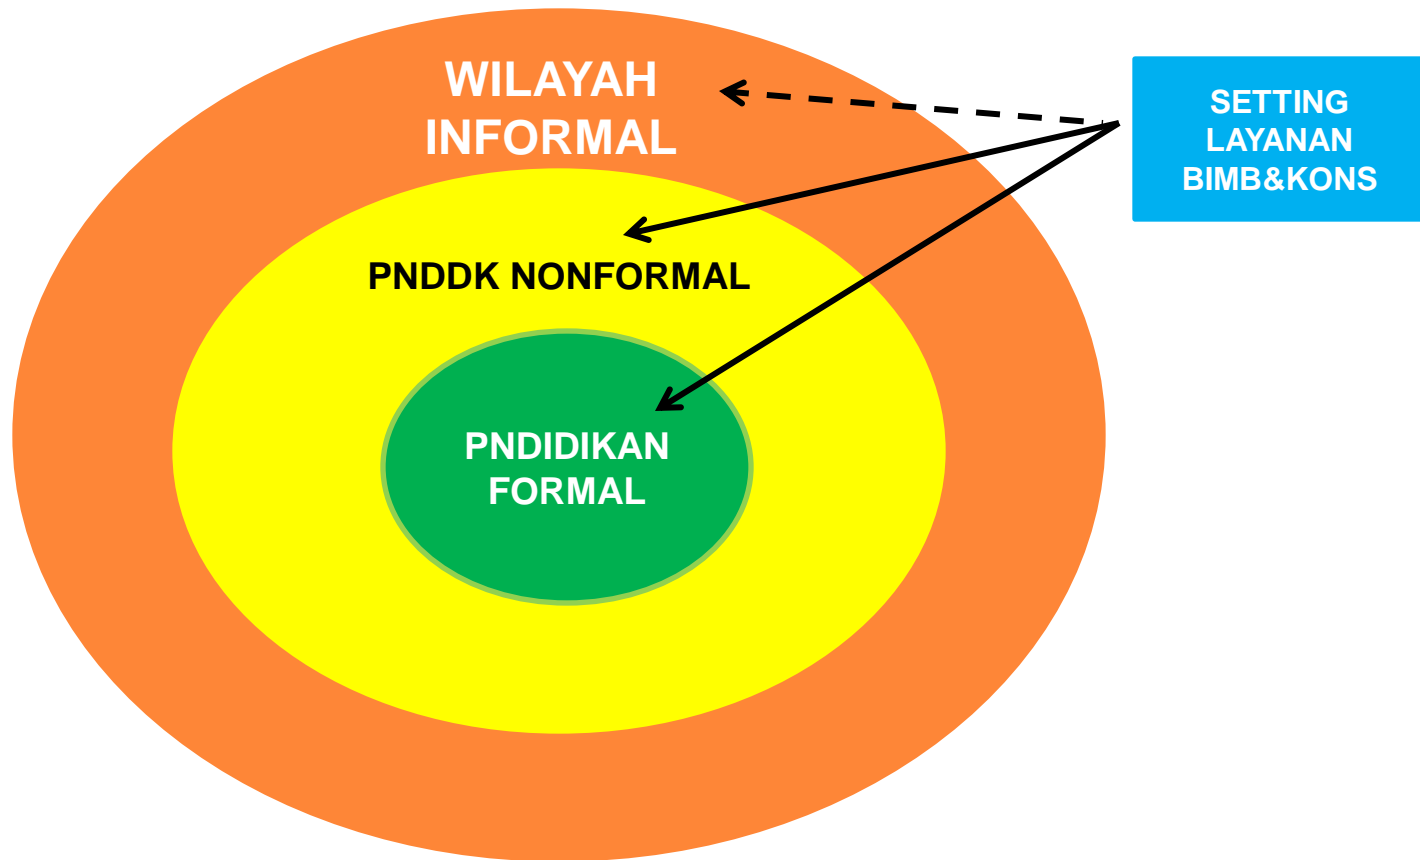 WILAYAH
INFORMAL
SETTING
LAYANAN
BIMB&KONS
PNDDK NONFORMAL
PNDIDIKAN
FORMAL